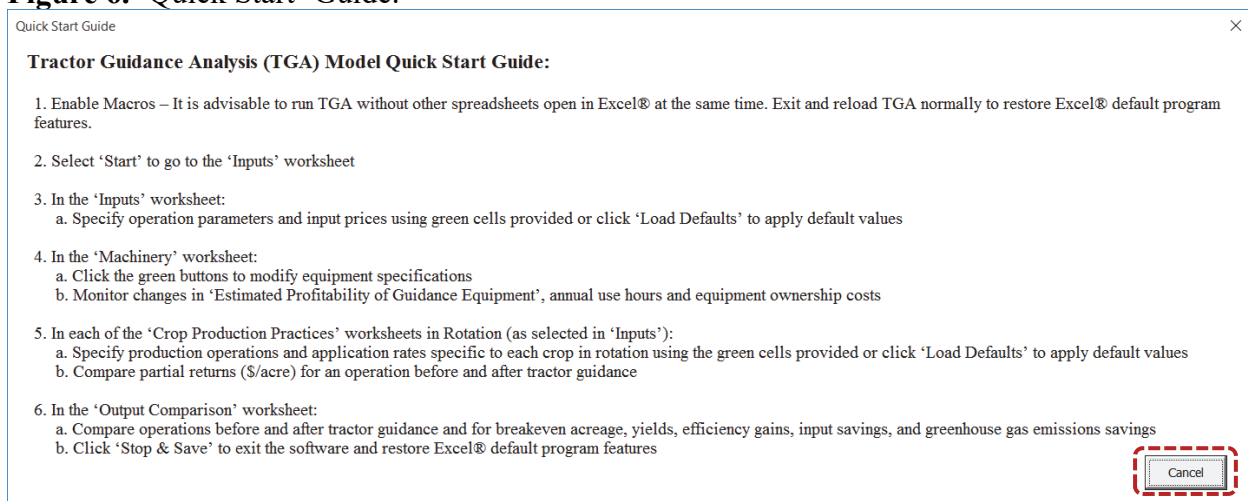 Figure 6. "Quick Start" Guide.
Quick Start Guide
Tractor Guidance Analysis (TGA) Model Quick Start Guide:
1. Enable Macros – It is advisable to run TGA without other spreadsheets open in Excel® at the same time. Exit and reload TGA normally to restore Excel® default program
features.
2. Select ‘Start’ to go to the ‘Inputs’ worksheet
3. In the ‘Inputs’ worksheet:
a. Specify operation parameters and input prices using green cells provided or click ‘Load Defaults’ to apply default values
4. In the ‘Machinery’ worksheet:
a. Click the green buttons to modify equipment specifications
b. Monitor changes in ‘Estimated Profitability of Guidance Equipment’, annual use hours and equipment ownership costs
5. In each of the ‘Crop Production Practices’ worksheets in Rotation (as selected in ‘Inputs’):
a. Specify production operations and application rates specific to each crop in rotation using the green cells provided or click ‘Load Defaults’ to apply default values
b. Compare partial returns ($/acre) for an operation before and after tractor guidance
6. In the ‘Output Comparison’ worksheet:
a. Compare operations before and after tractor guidance and for breakeven acreage, yields, efficiency gains, input savings, and greenhouse gas emissions savings
b. Click ‘Stop & Save’ to exit the software and restore Excel® default program features
Cancel